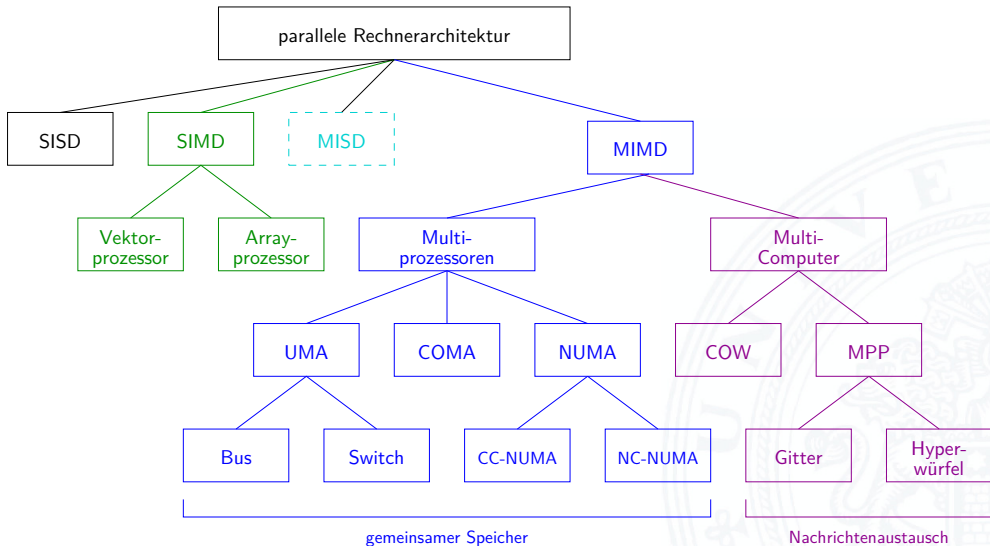 parallele Rechnerarchitektur
SISD
SIMD
MISD
MIMD
Vektor-
prozessor
Array-
prozessor
Multi-
prozessoren
Multi-
Computer
UMA
COMA
NUMA
COW
MPP
Bus
Switch
CC-NUMA
NC-NUMA
Gitter
Hyper-
würfel
gemeinsamer Speicher
Nachrichtenaustausch